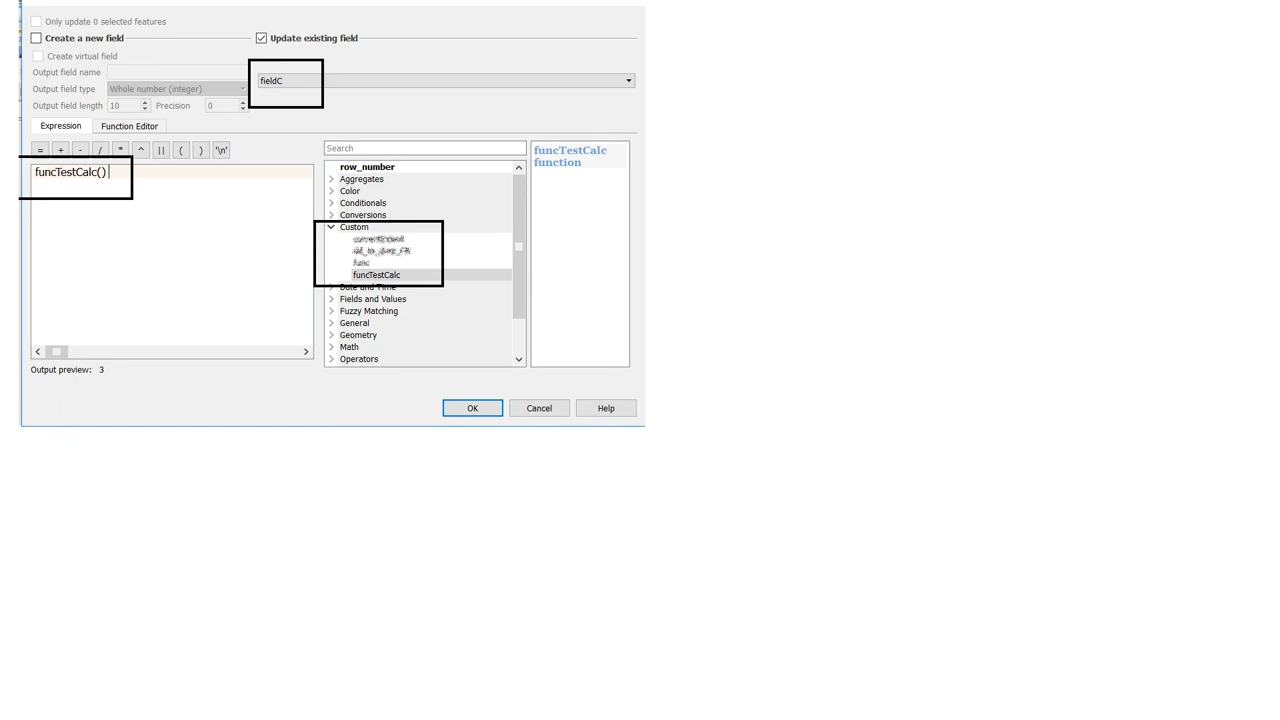 Only update 0 selected features
Create a new field
Update existing field
Create virtual field
Output field name
fieldC
Output field type Whole number (integer)
Output field length 10 Precision 0
Expression Function Editor
= + - / * ^ || ( ) '\n'
funcTestCalc()
Search
row_number
Aggregates
Color
Conditionals
Conversions
Custom
funcTestCalc
Date and Time
Fields and Values
Fuzzy Matching
General
Geometry
Math
Operators
funcTestCalc
function
Output preview: 3
OK Cancel Help